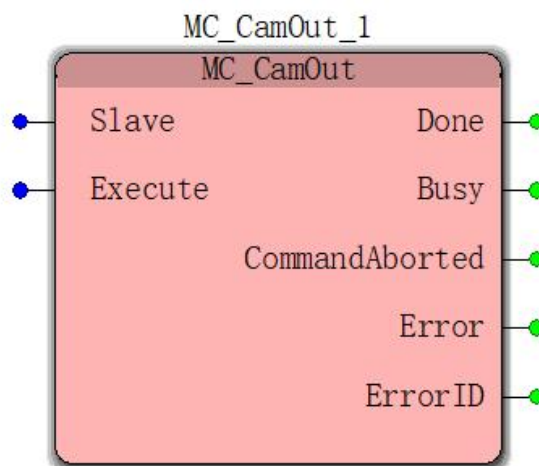 MC_CamOut_1
MC_CamOut
Slave Done
Execute Busy
CommandAborted
Error
ErrorID